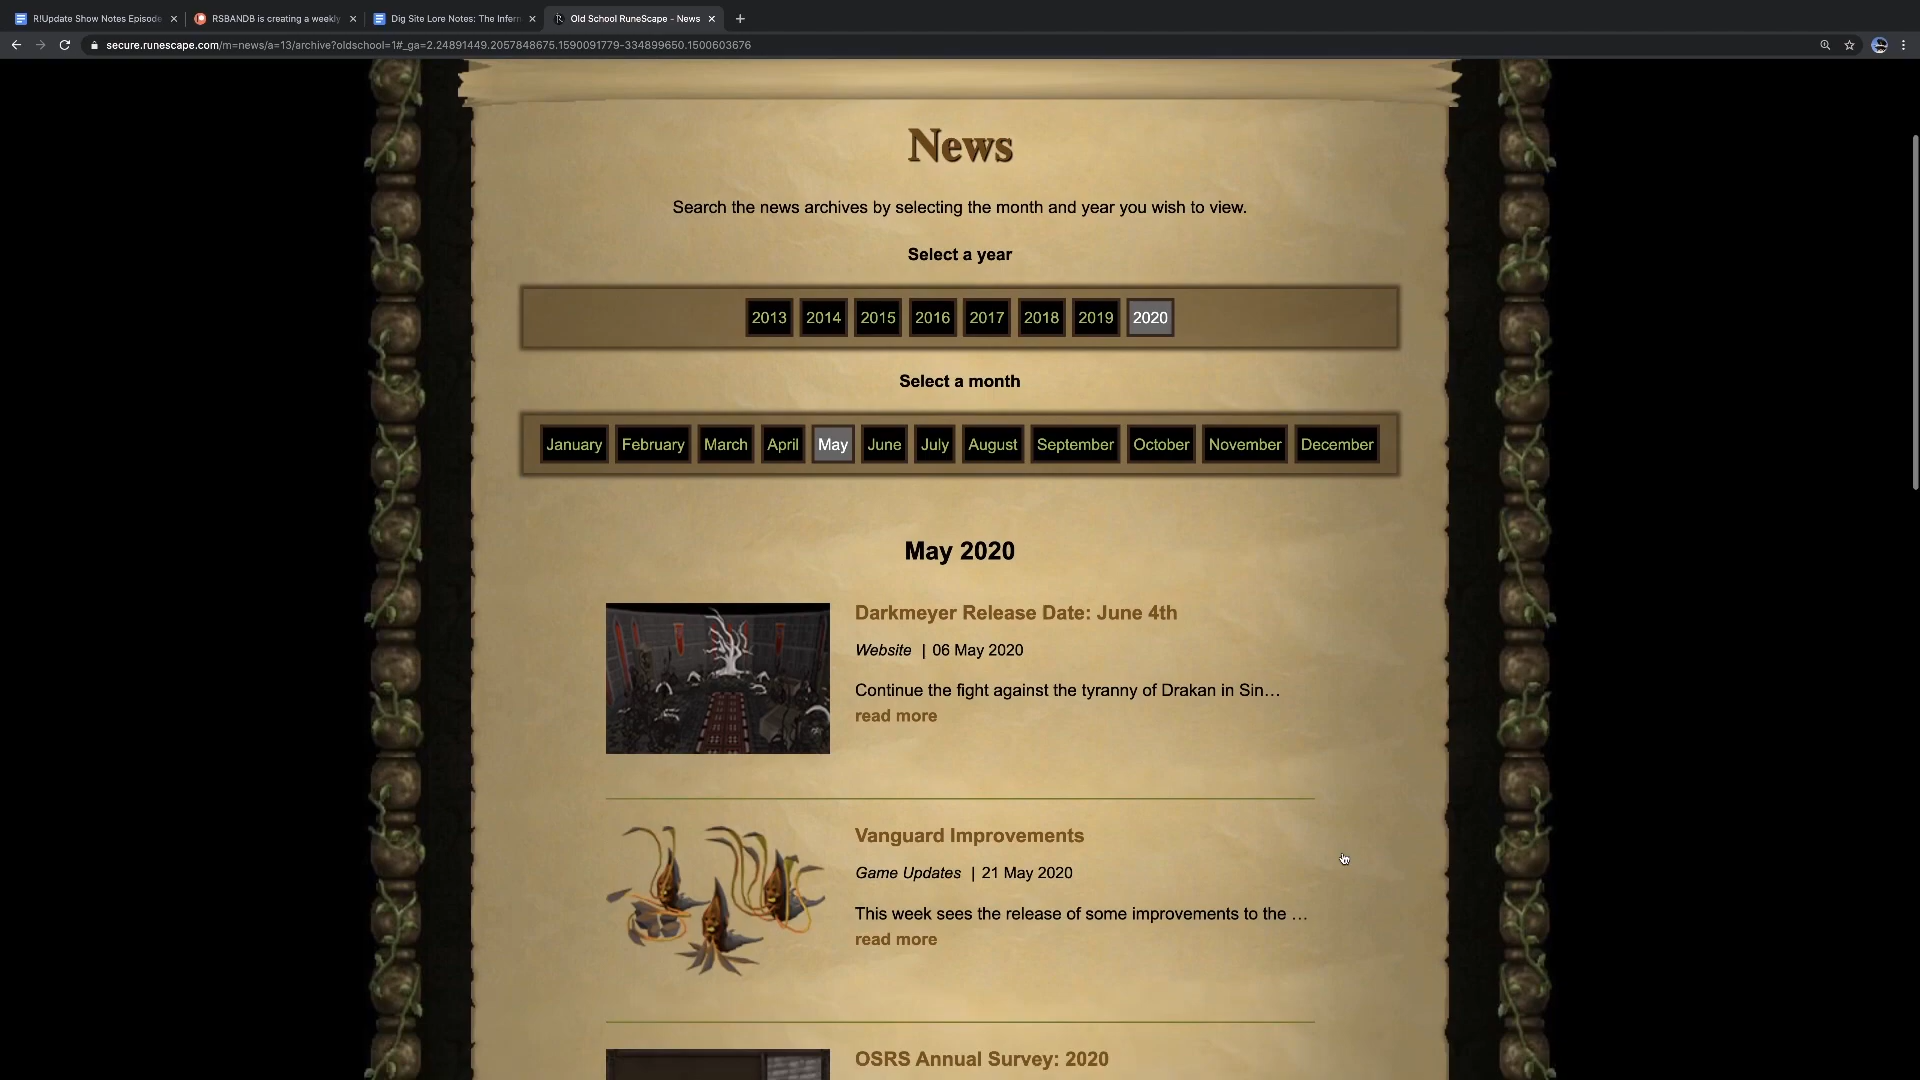 R!Update Show Notes Episode
RSBANDB is creating a weekly
Dig Site Lore Notes: The Infern
Old School RuneScape - News
secure.runescape.com/m=news/a=13/archive?oldschool=1#_ga=2.24891449.2057848675.1590091779-334899650.1500603676
News
Search the news archives by selecting the month and year you wish to view.
Select a year
2013 2014 2015 2016 2017 2018 2019 2020
Select a month
January February March April May June July August September October November December
May 2020
Darkmeyer Release Date: June 4th
Website | 06 May 2020
Continue the fight against the tyranny of Drakan in Sin...
read more
Vanguard Improvements
Game Updates | 21 May 2020
This week sees the release of some improvements to the ...
read more
OSRS Annual Survey: 2020